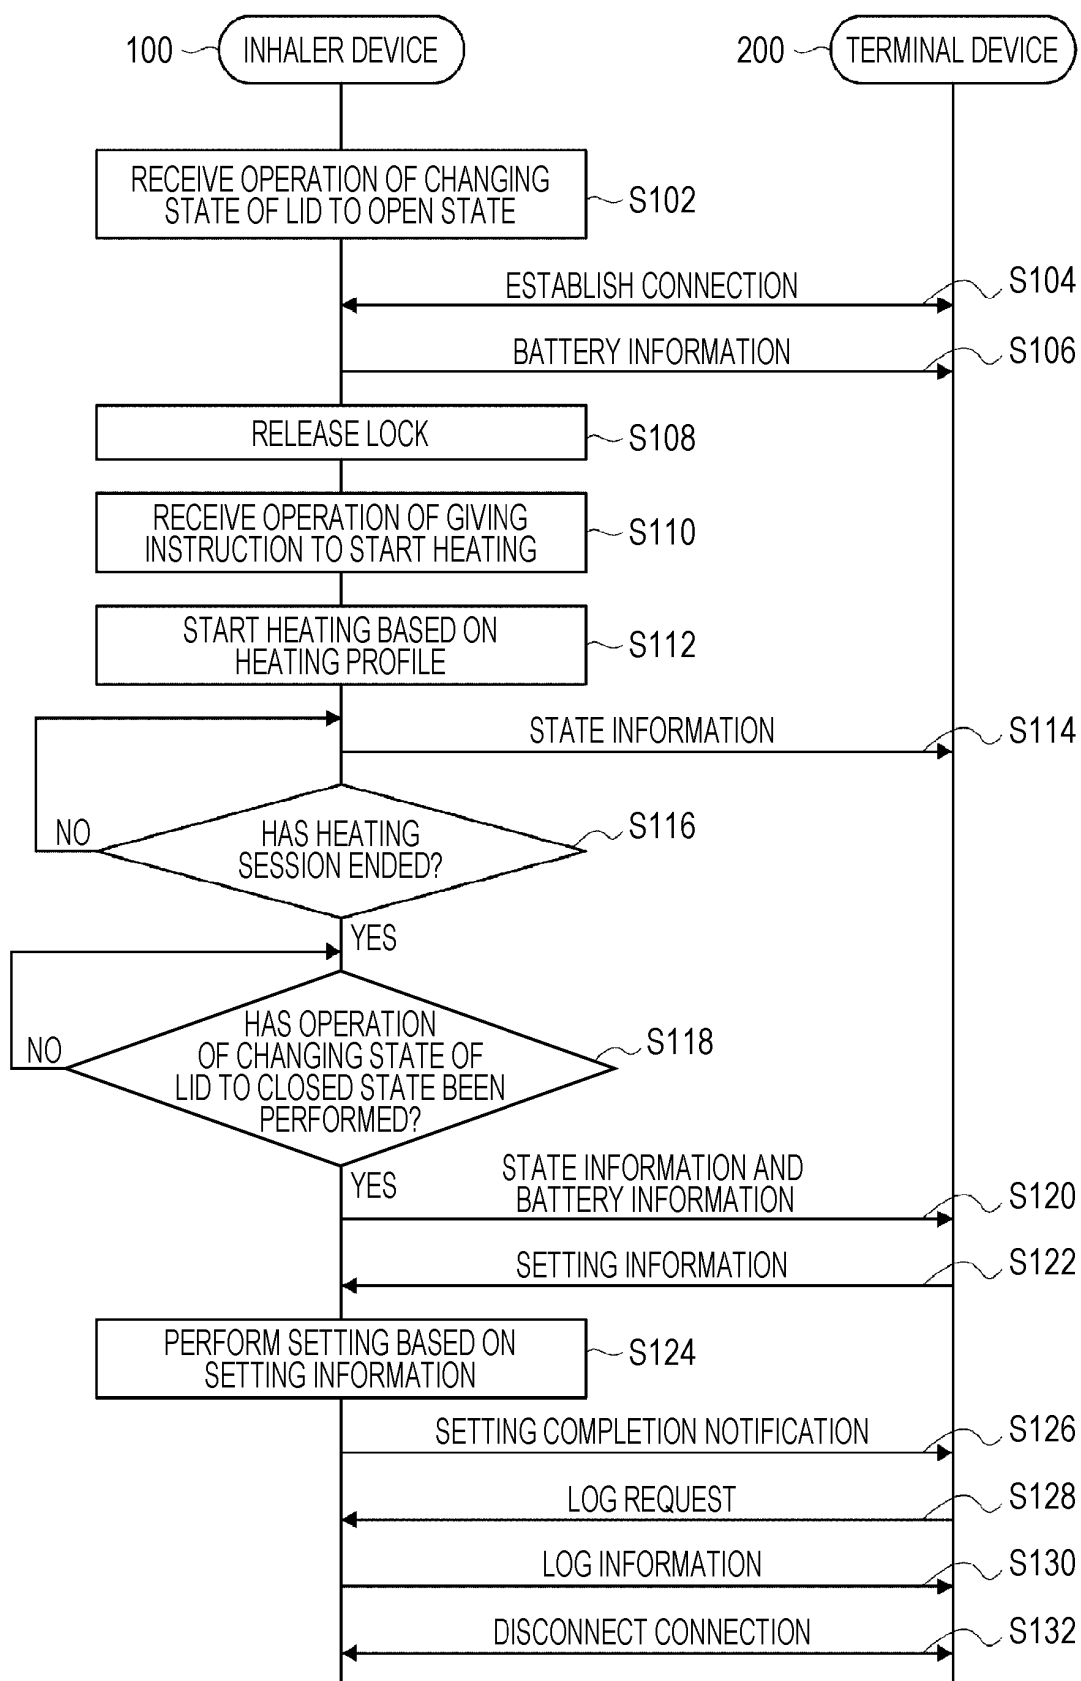 100
INHALER DEVICE
200
TERMINAL DEVICE
RECEIVE OPERATION OF CHANGING
STATE OF LID TO OPEN STATE
S102
ESTABLISH CONNECTION
S104
BATTERY INFORMATION
S106
RELEASE LOCK
S108
RECEIVE OPERATION OF GIVING
INSTRUCTION TO START HEATING
S110
START HEATING BASED ON
HEATING PROFILE
S112
STATE INFORMATION
S114
HAS HEATING
SESSION ENDED?
S116
NO
YES
HAS OPERATION
OF CHANGING STATE OF
LID TO CLOSED STATE BEEN
PERFORMED?
S118
NO
YES
STATE INFORMATION AND
BATTERY INFORMATION
S120
SETTING INFORMATION
S122
PERFORM SETTING BASED ON
SETTING INFORMATION
S124
SETTING COMPLETION NOTIFICATION
S126
LOG REQUEST
S128
LOG INFORMATION
S130
DISCONNECT CONNECTION
S132